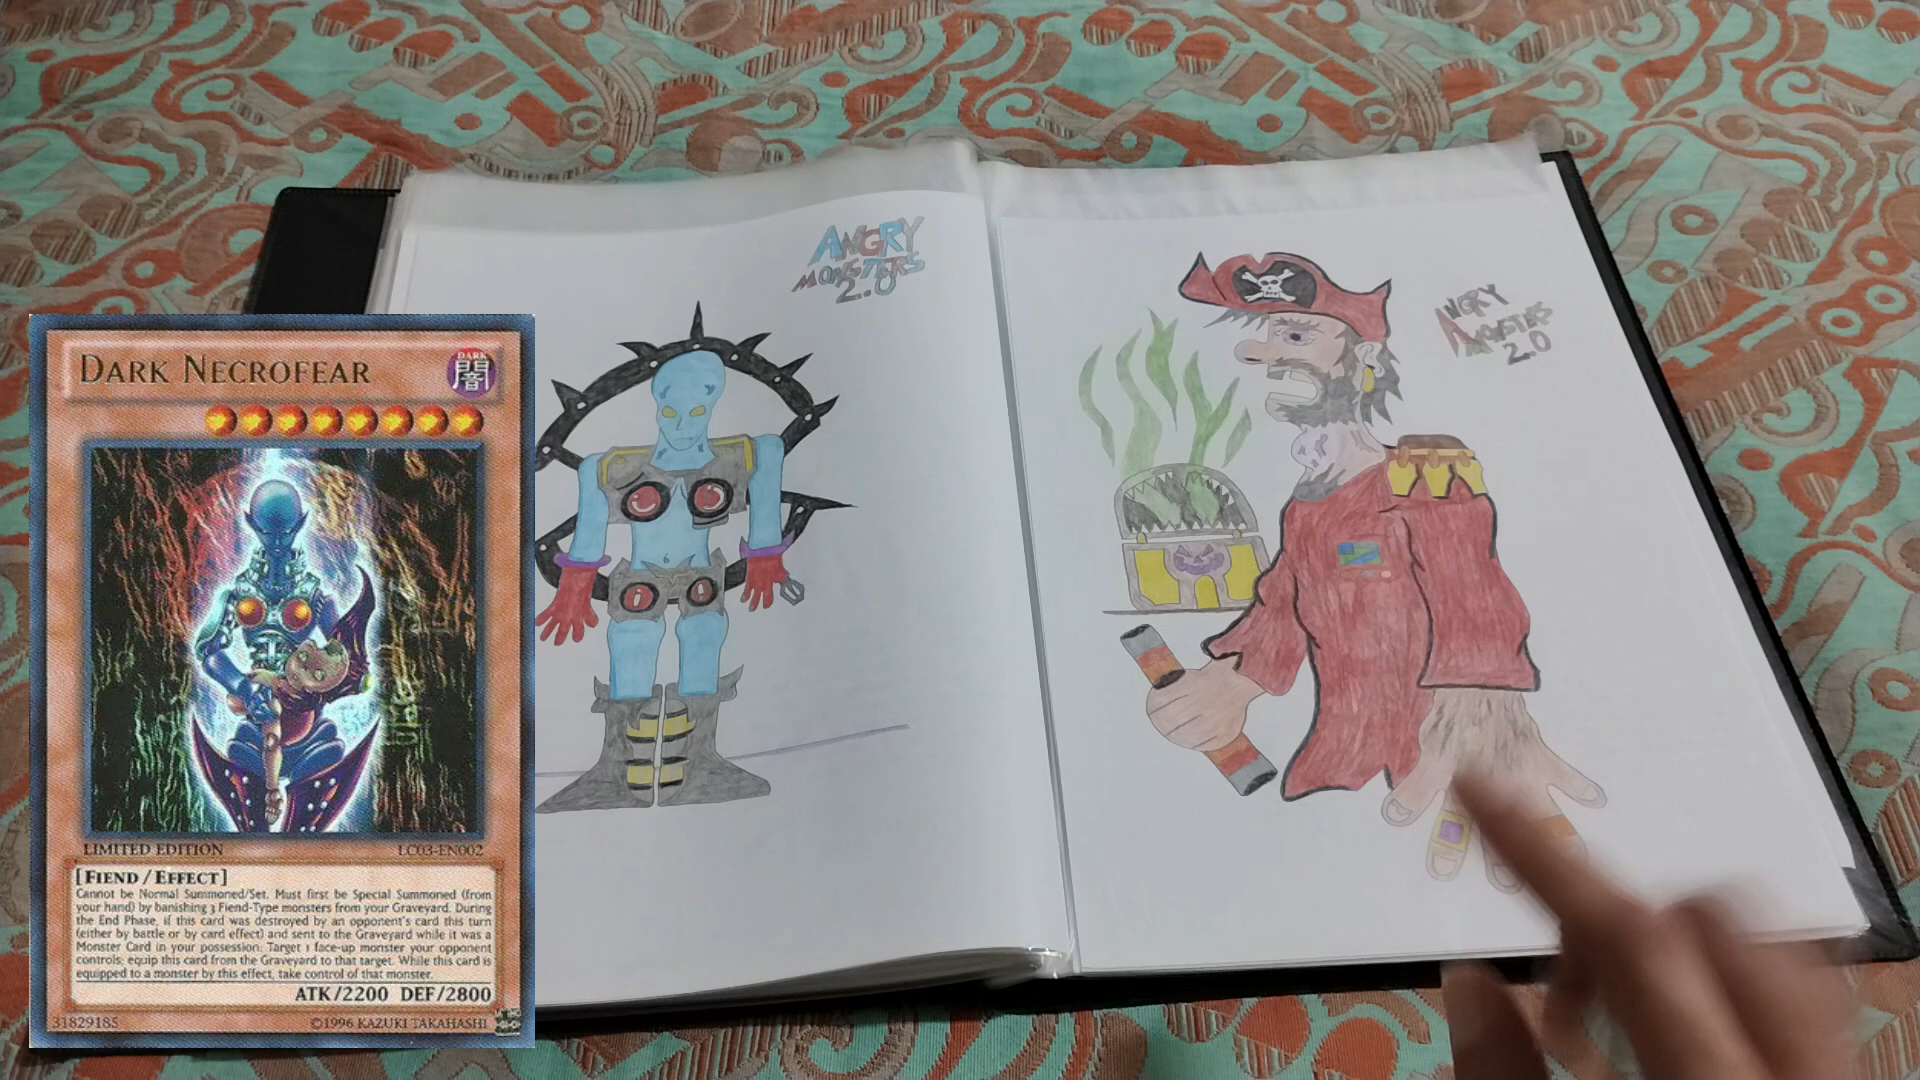 DARK NECROFEAR
DARK
闇
LIMITED EDITION
LC03-EN002
[FIEND / EFFECT]
Cannot be Normal Summoned/Set. Must first be Special Summoned (from
your hand) by banishing 3 Fiend-Type monsters from your Graveyard. During
the End Phase, if this card was destroyed by an opponent's card this turn
(either by battle or by card effect) and sent to the Graveyard while it was a
Monster Card in your possession: Target 1 face-up monster your opponent
controls; equip this card from the Graveyard to that target. While this card is
equipped to a monster by this effect, take control of that monster.
ATK/2200 DEF/2800
31829185
©1996 KAZUKI TAKAHASHI
ANGRY
MONSTERS
2.0
ANGRY
MONSTERS
2.0